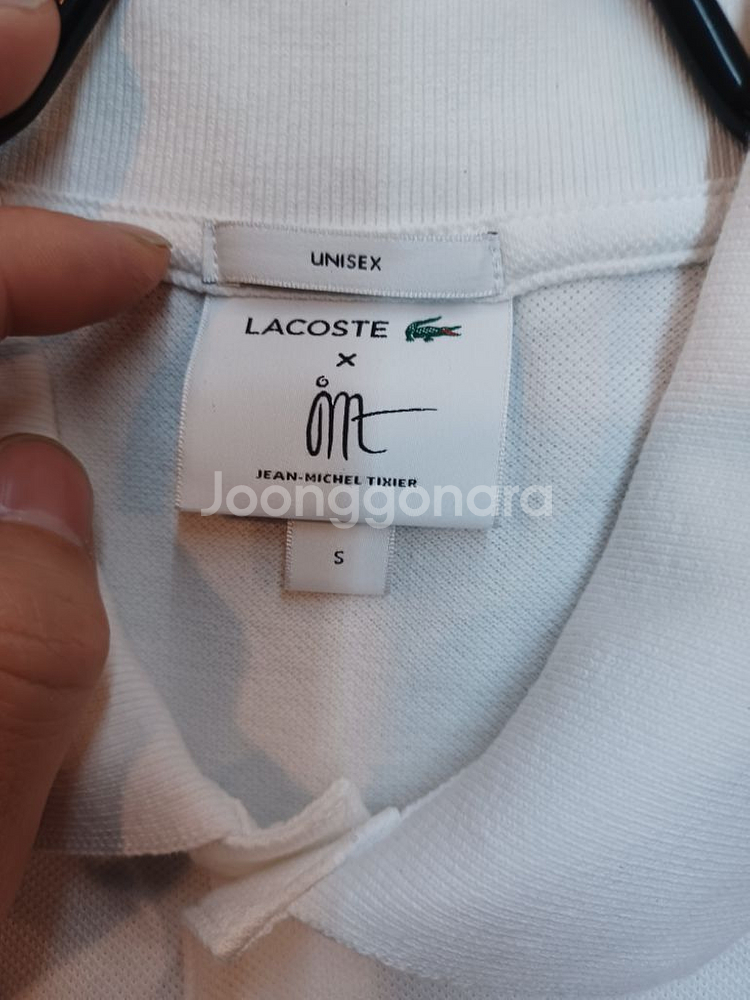 UNISEX
LACOSTE
X
JEAN-MICHEL TIXIER
Joonggonara
S